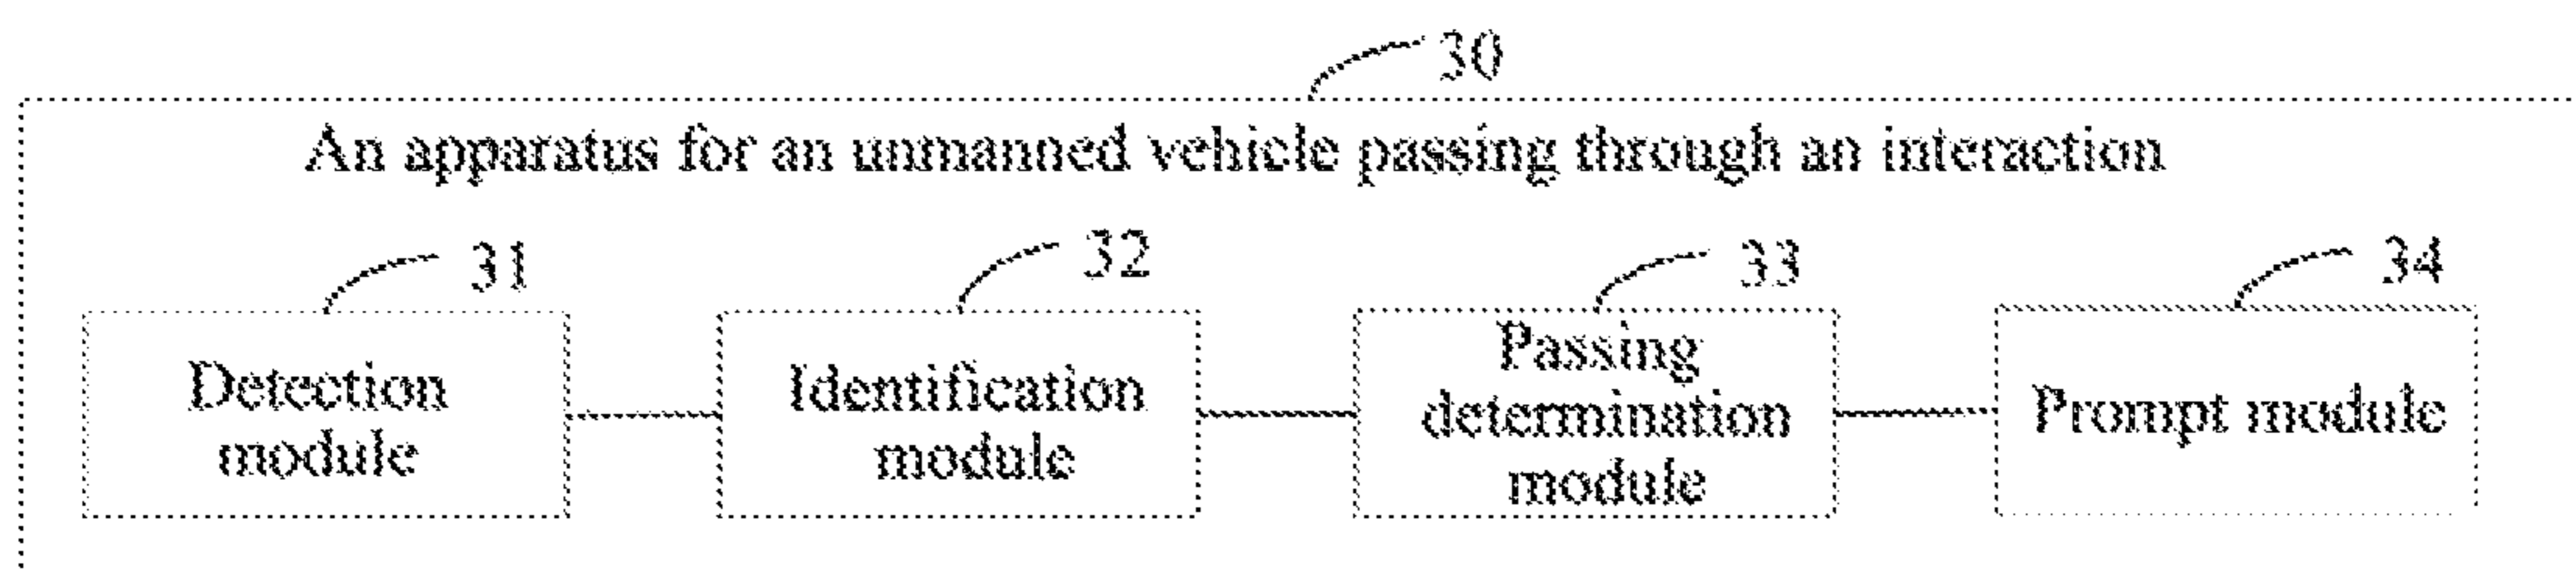 30
An apparatus for an unmanned vehicle passing through an interaction
31
32
33
34
Detection
module
Identification
module
Passing
determination
module
Prompt module